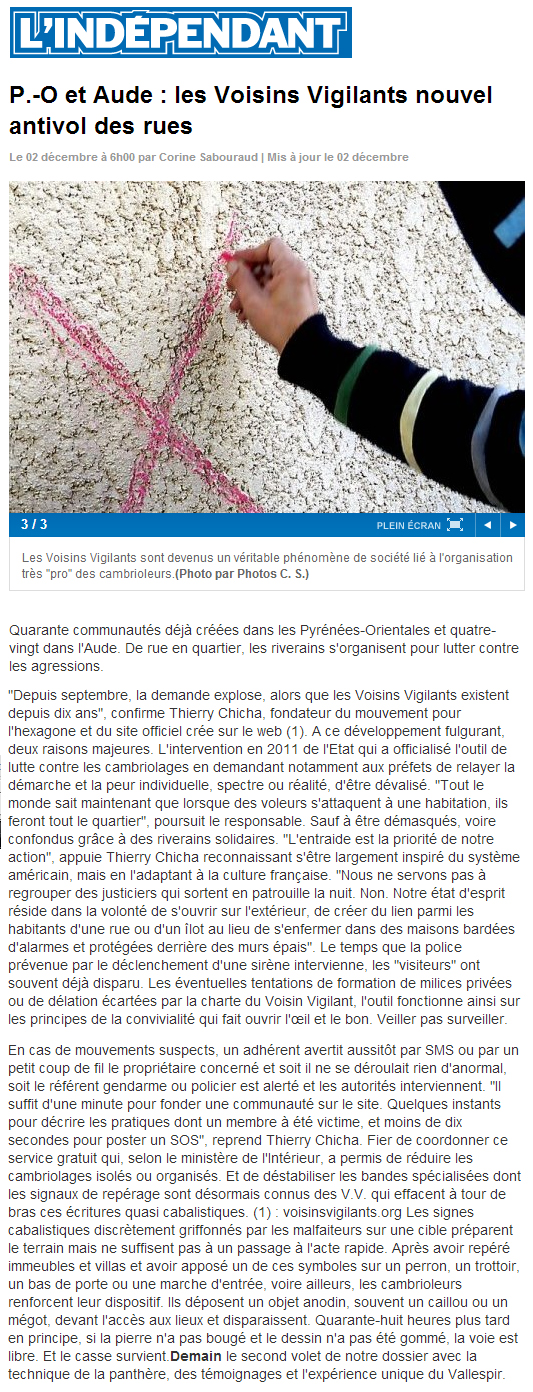 L'INDÉPENDANT
P.-O et Aude : les Voisins Vigilants nouvel
antivol des rues
Le 02 décembre à 6h00 par Corine Sabouraud | Mis à jour le 02 décembre
3 / 3
PLEIN ÉCRAN
Les Voisins Vigilants sont devenus un véritable phénomène de société lié à l'organisation
très "pro" des cambrioleurs.(Photo par Photos C. S.)
Quarante communautés déjà créées dans les Pyrénées-Orientales et quatre-
vingt dans l'Aude. De rue en quartier, les riverains s'organisent pour lutter contre
les agressions.
"Depuis septembre, la demande explose, alors que les Voisins Vigilants existent
depuis dix ans", confirme Thierry Chicha, fondateur du mouvement pour
l'hexagone et du site officiel crée sur le web (1). A ce développement fulgurant,
deux raisons majeures. L'intervention en 2011 de l'Etat qui a officialisé l'outil de
lutte contre les cambriolages en demandant notamment aux préfets de relayer la
démarche et la peur individuelle, spectre ou réalité, d'être dévalisé. "Tout le
monde sait maintenant que lorsque des voleurs s'attaquent à une habitation, ils
feront tout le quartier", poursuit le responsable. Sauf à être démasqués, voire
confondus grâce à des riverains solidaires. "L'entraide est la priorité de notre
action", appuie Thierry Chicha reconnaissant s'être largement inspiré du système
américain, mais en l'adaptant à la culture française. "Nous ne servons pas à
regrouper des justiciers qui sortent en patrouille la nuit. Non. Notre état d'esprit
réside dans la volonté de s'ouvrir sur l'extérieur, de créer du lien parmi les
habitants d'une rue ou d'un îlot au lieu de s'enfermer dans des maisons bardées
d'alarmes et protégées derrière des murs épais". Le temps que la police
prévenue par le déclenchement d'une sirène intervienne, les "visiteurs" ont
souvent déjà disparu. Les éventuelles tentations de formation de milices privées
ou de délation écartées par la charte du Voisin Vigilant, l'outil fonctionne ainsi sur
les principes de la convivialité qui fait ouvrir l'œil et le bon. Veiller pas surveiller.
En cas de mouvements suspects, un adhérent avertit aussitôt par SMS ou par un
petit coup de fil le propriétaire concerné et soit il ne se déroulait rien d'anormal,
soit le référent gendarme ou policier est alerté et les autorités interviennent. "Il
suffit d'une minute pour fonder une communauté sur le site. Quelques instants
pour décrire les pratiques dont un membre à été victime, et moins de dix
secondes pour poster un SOS", reprend Thierry Chicha. Fier de coordonner ce
service gratuit qui, selon le ministère de l'Intérieur, a permis de réduire les
cambriolages isolés ou organisés. Et de déstabiliser les bandes spécialisées dont
les signaux de repérage sont désormais connus des V.V. qui effacent à tour de
bras ces écritures quasi cabalistiques. (1) : voisinsvigilants.org Les signes
cabalistiques discrètement griffonnés par les malfaiteurs sur une cible préparent
le terrain mais ne suffisent pas à un passage à l'acte rapide. Après avoir repéré
immeubles et villas et avoir apposé un de ces symboles sur un perron, un trottoir,
un bas de porte ou une marche d'entrée, voire ailleurs, les cambrioleurs
renforcent leur dispositif. Ils déposent un objet anodin, souvent un caillou ou un
mégot, devant l'accès aux lieux et disparaissent. Quarante-huit heures plus tard
en principe, si la pierre n'a pas bougé et le dessin n'a pas été gommé, la voie est
libre. Et le casse survient.Demain le second volet de notre dossier avec la
technique de la panthère, des témoignages et l'expérience unique du Vallespir.